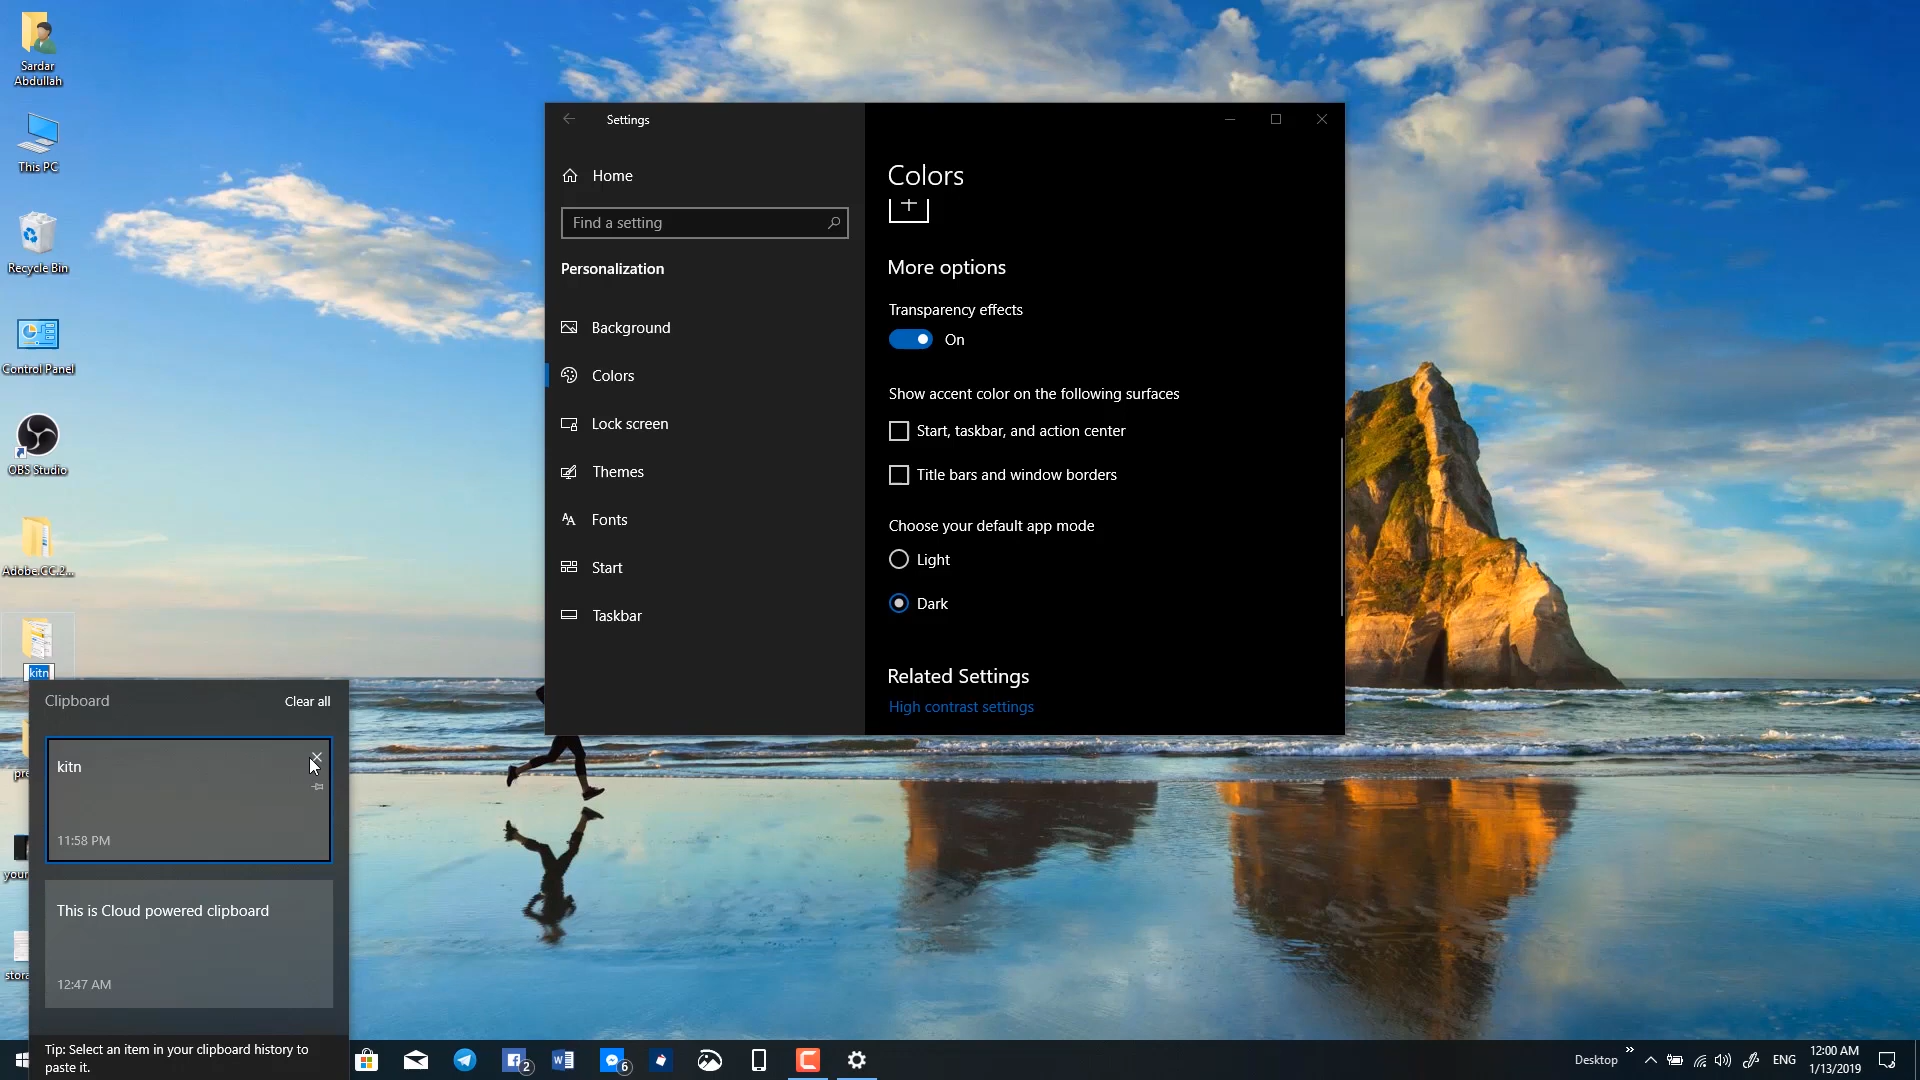 Sardar
Abdullah
This PC
Recycle Bin
Control Panel
OBS Studio
Adobe.CC.2...
kitn
Settings
Home
Find a setting
Personalization
Background
Colors
Lock screen
Themes
Fonts
Start
Taskbar
Colors
More options
Transparency effects
On
Show accent color on the following surfaces
Start, taskbar, and action center
Title bars and window borders
Choose your default app mode
Light
Dark
Related Settings
High contrast settings
Clipboard
Clear all
kitn
11:58 PM
This is Cloud powered clipboard
12:47 AM
Tip: Select an item in your clipboard history to
paste it.
2
6
Desktop
ENG
12:00 AM
1/13/2019